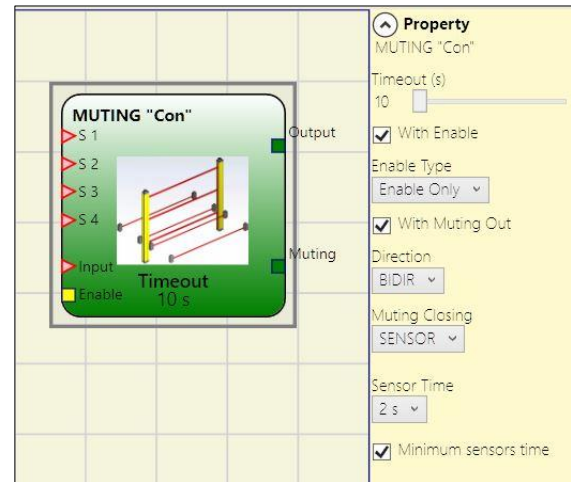 MUTING "Con"
S 1
S 2
S 3
S 4
Input
Enable
Output
Muting
Timeout
10 s
Property
MUTING "Con"
Timeout (s)
10
With Enable
Enable Type
Enable Only
With Muting Out
Direction
BIDIR
Muting Closing
SENSOR
Sensor Time
2 s
Minimum sensors time